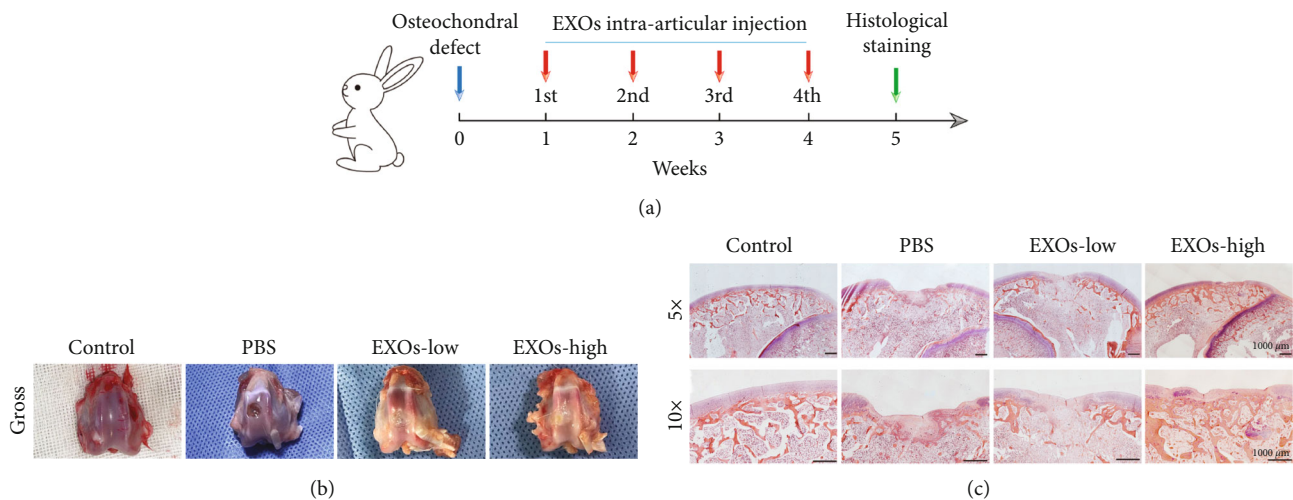 Osteochondral
defect
EXOs intra-articular injection
Histological
staining
1st 2nd 3rd 4th
0 1 2 3 4 5
Weeks
(a)
Control PBS EXOs-low EXOs-high
Gross
(b)
Control PBS EXOs-low EXOs-high
5×
1000 μm
10×
1000 μm
(c)